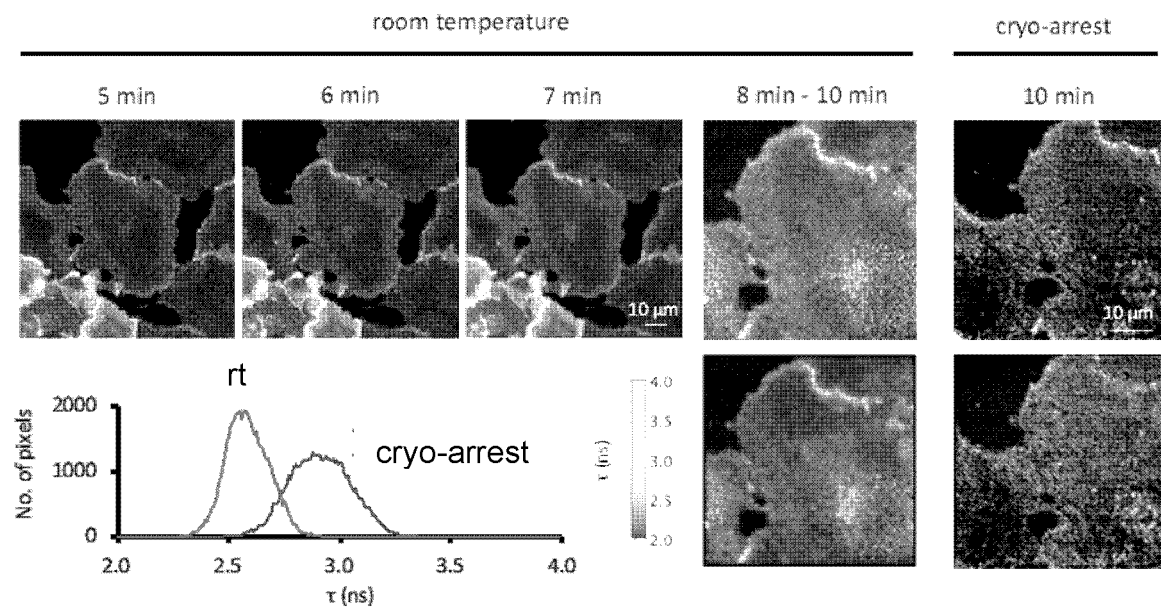 room temperature
cryo-arrest
5 min
6 min
7 min
8 min - 10 min
10 min
10 µm
10 µm
rt
cryo-arrest
No. of pixels
2000
1000
0
2.0
2.5
3.0
3.5
4.0
τ (ns)
4.0
3.0
2.5
2.0
τ (ns)